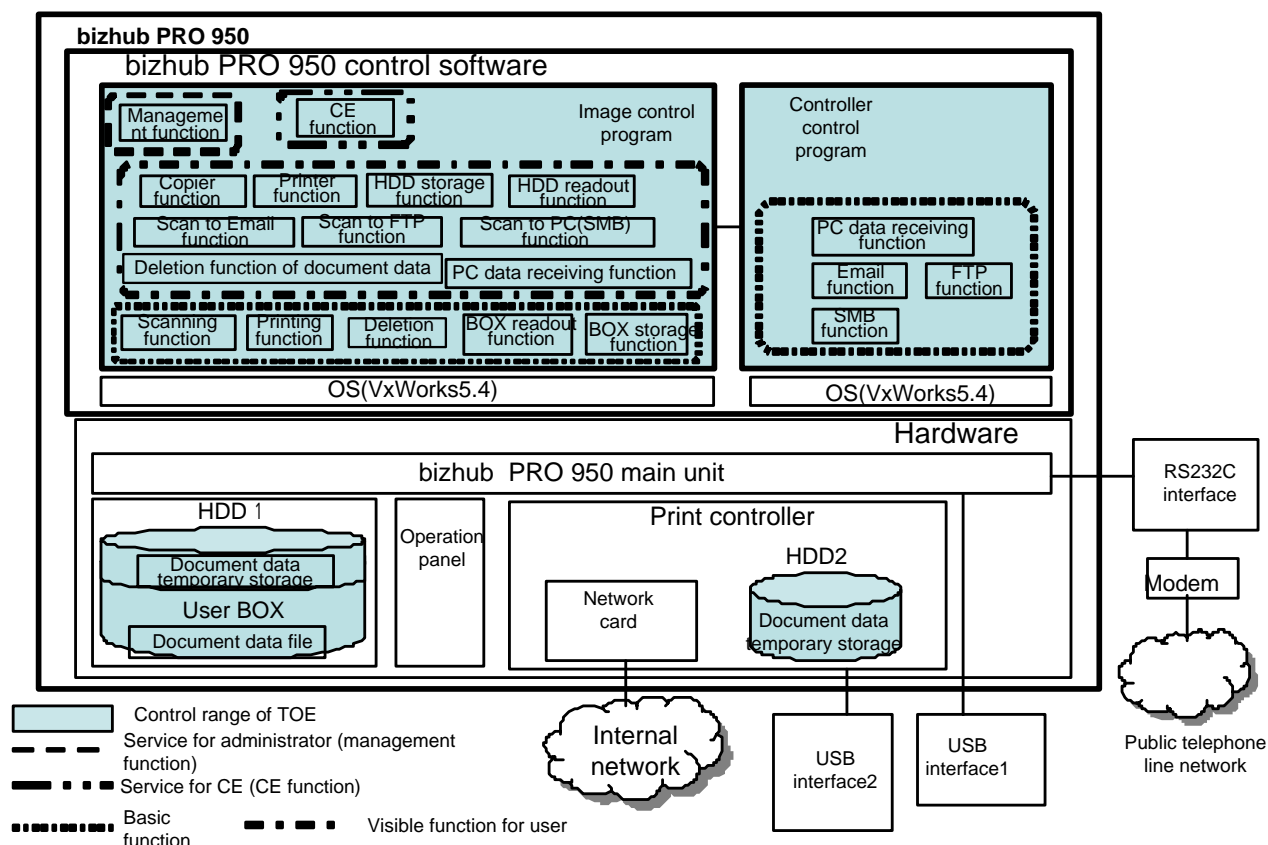 bizhub PRO 950
bizhub PRO 950 control software
Manageme
nt function
CE
function
Image control
program
Copier
function
Printer
function
HDD storage
function
HDD readout
function
Scan to Email
function
Scan to FTP
function
Scan to PC(SMB)
function
Deletion function of document data
PC data receiving function
Scanning
function
Printing
function
Deletion
function
BOX readout
function
BOX storage
function
OS(VxWorks5.4)
Controller
control
program
PC data receiving
function
Email
function
FTP
function
SMB
function
OS(VxWorks5.4)
Hardware
bizhub PRO 950 main unit
HDD 1
Document data
temporary storage
User BOX
Document data file
Operation
panel
Print controller
Network
card
HDD2
Document data
temporary storage
RS232C
interface
Modem
Public telephone
line network
Internal
network
USB
interface2
USB
interface1
Control range of TOE
Service for administrator (management
function)
Service for CE (CE function)
Basic
function
Visible function for user